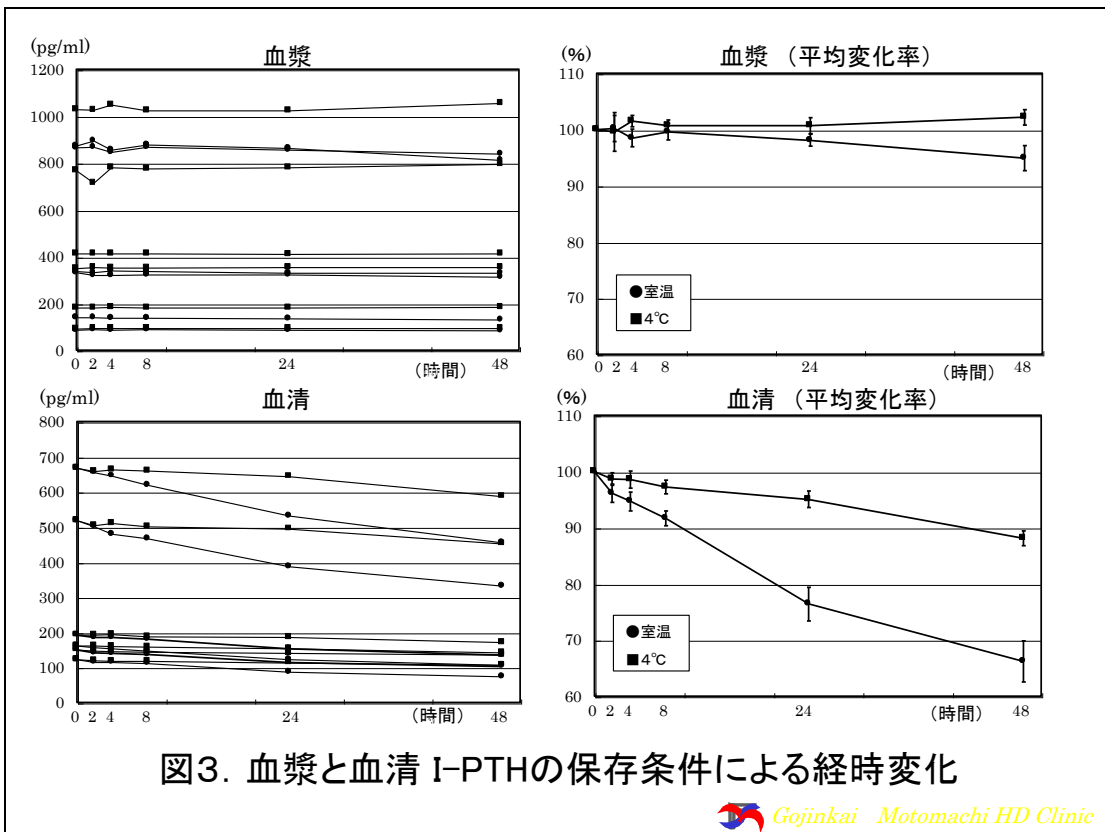 (pg/ml)
血漿
1200
1000
800
600
400
200
0
0 2 4 8 24 48
(時間)
(%)
血漿 （平均変化率）
110
100
90
80
70
60
●室温
■4℃
0 2 4 8 24 48
(時間)
(pg/ml)
血清
800
700
600
500
400
300
200
100
0
0 2 4 8 24 48
(時間)
(%)
血清 （平均変化率）
110
100
90
80
70
60
●室温
■4℃
0 2 4 8 24 48
(時間)
図3．血漿と血清 I-PTHの保存条件による経時変化
Gojinkai Motomachi HD Clinic